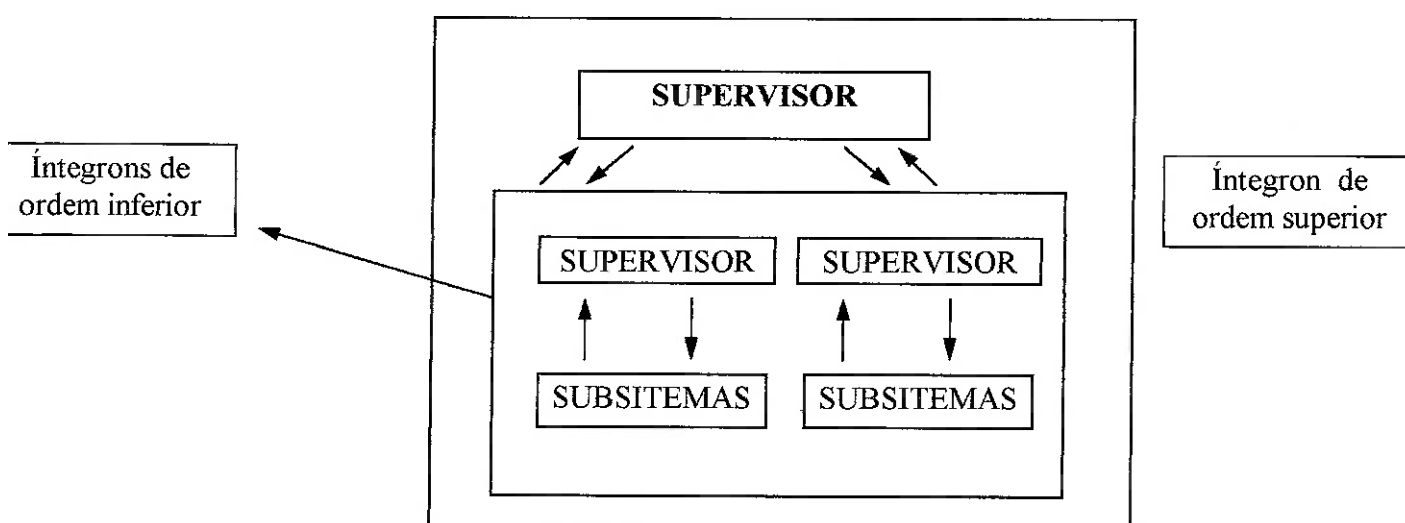 SUPERVISOR
Íntegrons de
ordem inferior
Íntegron de
ordem superior
SUPERVISOR
SUPERVISOR
SUBSITEMAS
SUBSITEMAS